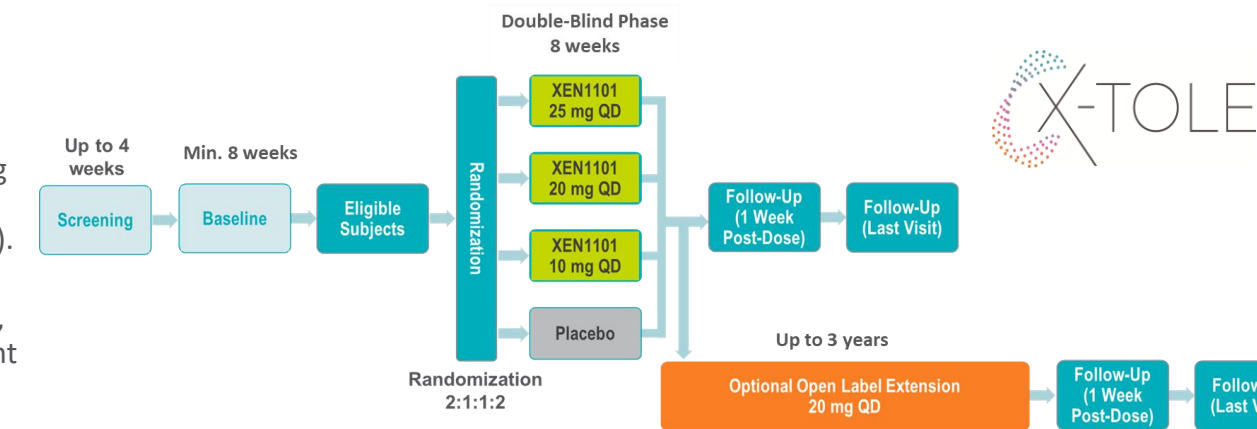 Double-Blind Phase
8 weeks
X-TOLE
XEN1101
25 mg QD
Up to 4
weeks
Min. 8 weeks
Screening
Baseline
Eligible
Subjects
Randomization
XEN1101
20 mg QD
Follow-Up
(1 Week
Post-Dose)
Follow-Up
(Last Visit)
).
XEN1101
10 mg QD
Placebo
Randomization
2:1:1:2
Up to 3 years
Optional Open Label Extension
20 mg QD
Follow-Up
(1 Week
Post-Dose)